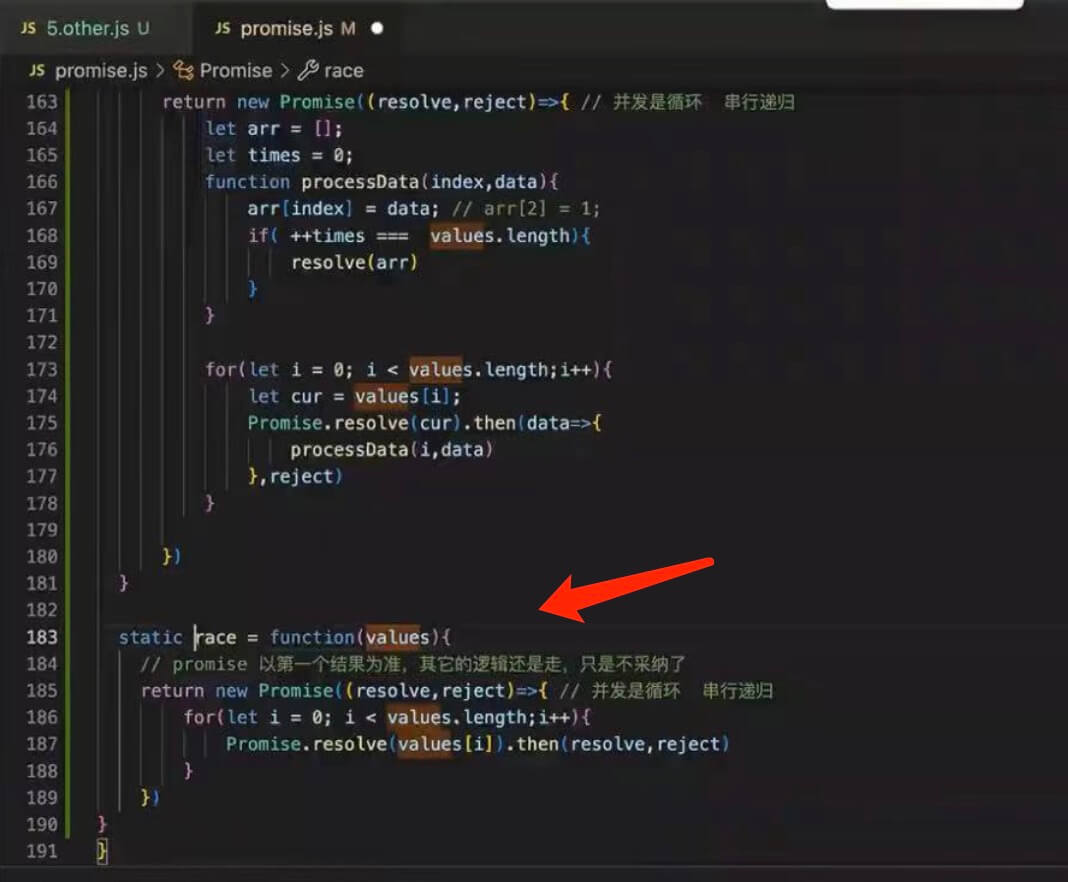 JS 5.other.js U JS promise.js M
JS promise.js > Promise > race
163 return new Promise((resolve,reject)=>{ // 并发是循环 串行递归
164 let arr = [];
165 let times = 0;
166 function processData(index,data){
167 arr[index] = data; // arr[2] = 1;
168 if( ++times === values.length){
169 resolve(arr)
170 }
171 }
172
173 for(let i = 0; i < values.length;i++){
174 let cur = values[i];
175 Promise.resolve(cur).then(data=>{
176 processData(i,data)
177 },reject)
178 }
179
180 })
181 }
182
183 static race = function(values){
184 // promise 以第一个结果为准，其它的逻辑还是走，只是不采纳了
185 return new Promise((resolve,reject)=>{ // 并发是循环 串行递归
186 for(let i = 0; i < values.length;i++){
187 Promise.resolve(values[i]).then(resolve,reject)
188 }
189 })
190 }
191 }